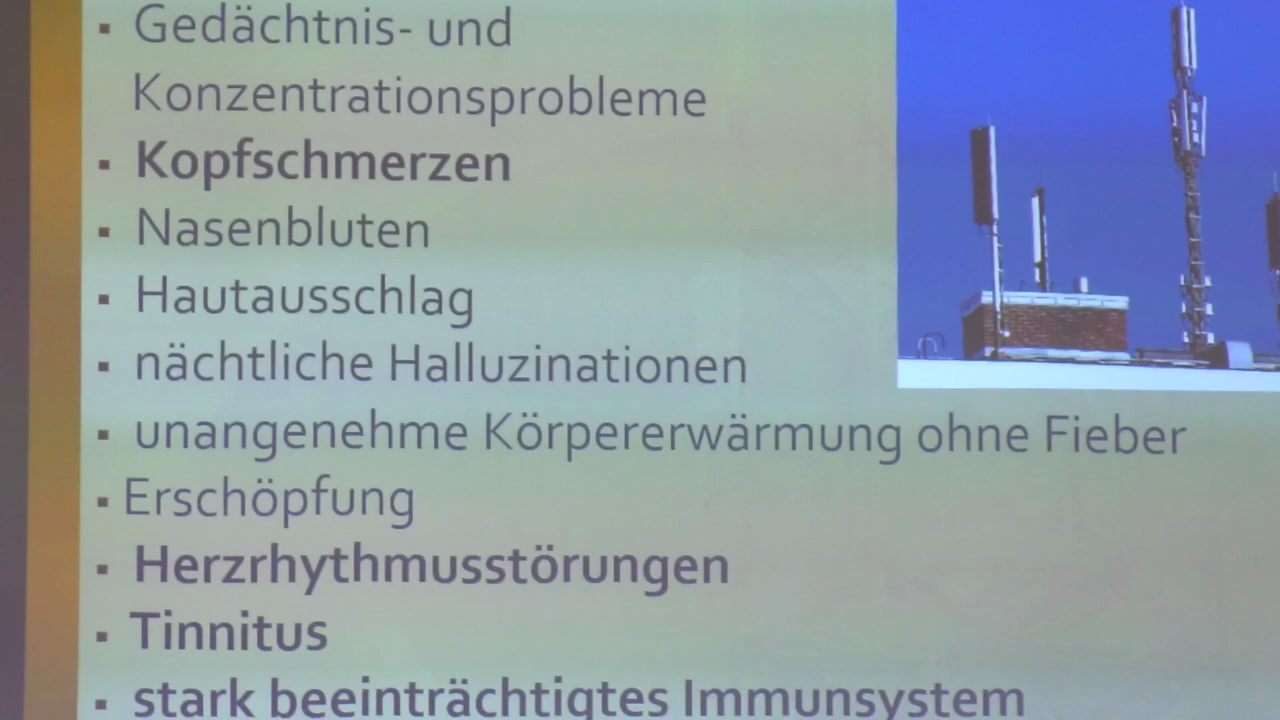 ▪ Gedächtnis- und
Konzentrationsprobleme
▪ Kopfschmerzen
▪ Nasenbluten
▪ Hautausschlag
▪ nächtliche Halluzinationen
▪ unangenehme Körpererwärmung ohne Fieber
▪ Erschöpfung
▪ Herzrhythmusstörungen
▪ Tinnitus
▪ stark beeinträchtigtes Immunsystem